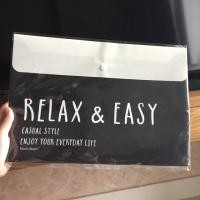 RELAX & EASY
CASUAL STYLE
ENJOY YOUR EVERYDAY LIFE